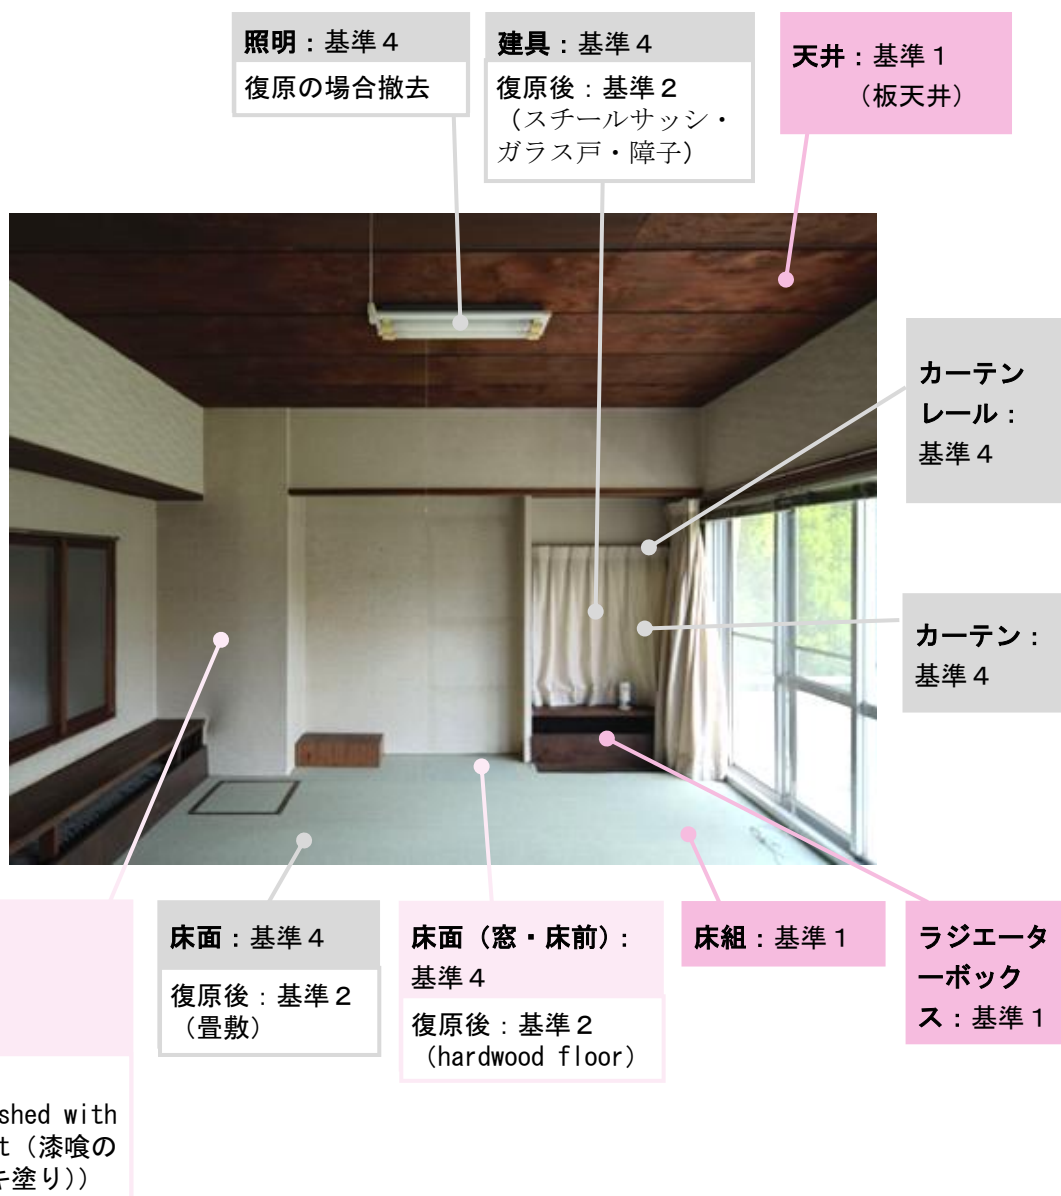 照明：基準４
復原の場合撤去
建具：基準４
復原後：基準２
（スチールサッシ・
ガラス戸・障子）
天井：基準１
（板天井）
カーテン
レール：
基準４
カーテン：
基準４
床面：基準４
復原後：基準２
（畳敷）
床面（窓・床前）：
基準４
復原後：基準２
（hardwood floor）
床組：基準１
ラジエータ
ーボック
ス：基準１
shed with
t（漆喰の
キ塗り））